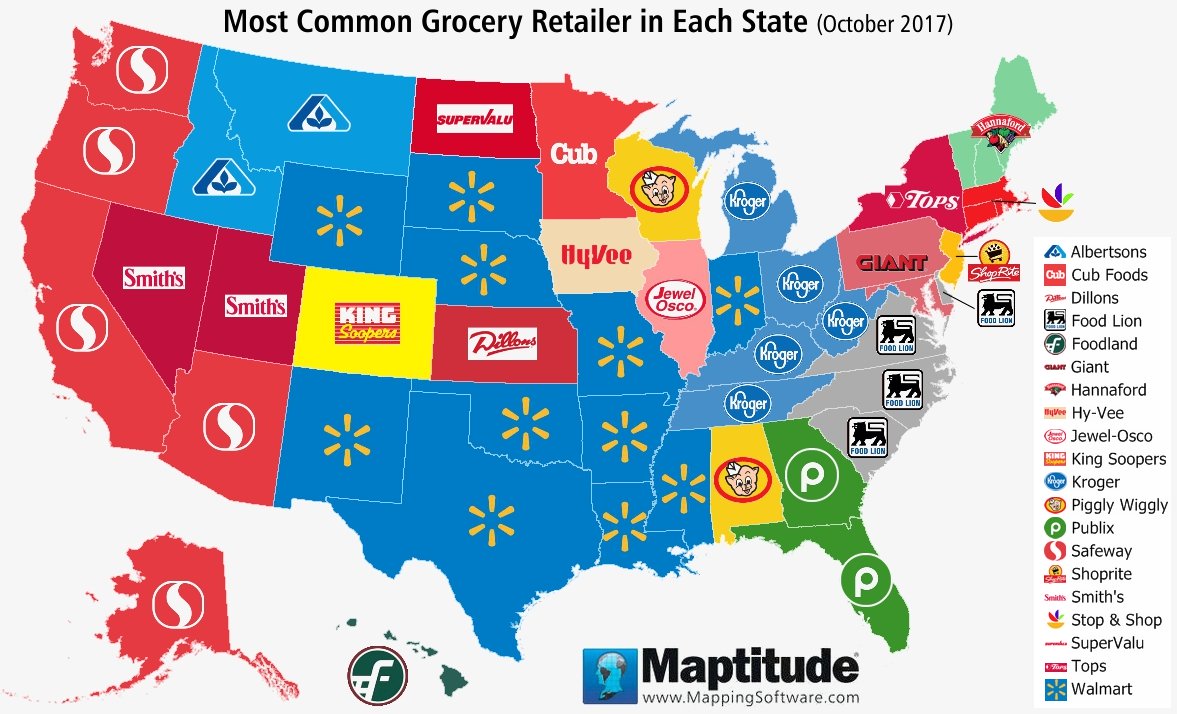 Most Common Grocery Retailer in Each State (October 2017)
SUPERVALU
Cub
Hannaford
Kroger
Tops
HyVee
GIANT
Smith's
Smith's
Jewel
Osco
Kroger
ShopRite
KING
Soopers
Kroger
FOOD LION
Dillons
Kroger
FOOD LION
Kroger
FOOD LION
FOOD LION
P
P
f
Albertsons
Cub Foods
Dillons
Food Lion
Foodland
Giant
Hannaford
Hy-Vee
Jewel-Osco
King Soopers
Kroger
Piggly Wiggly
Publix
Safeway
Shoprite
Smith's
Stop & Shop
SuperValu
Tops
Walmart
Maptitude®
www.MappingSoftware.com